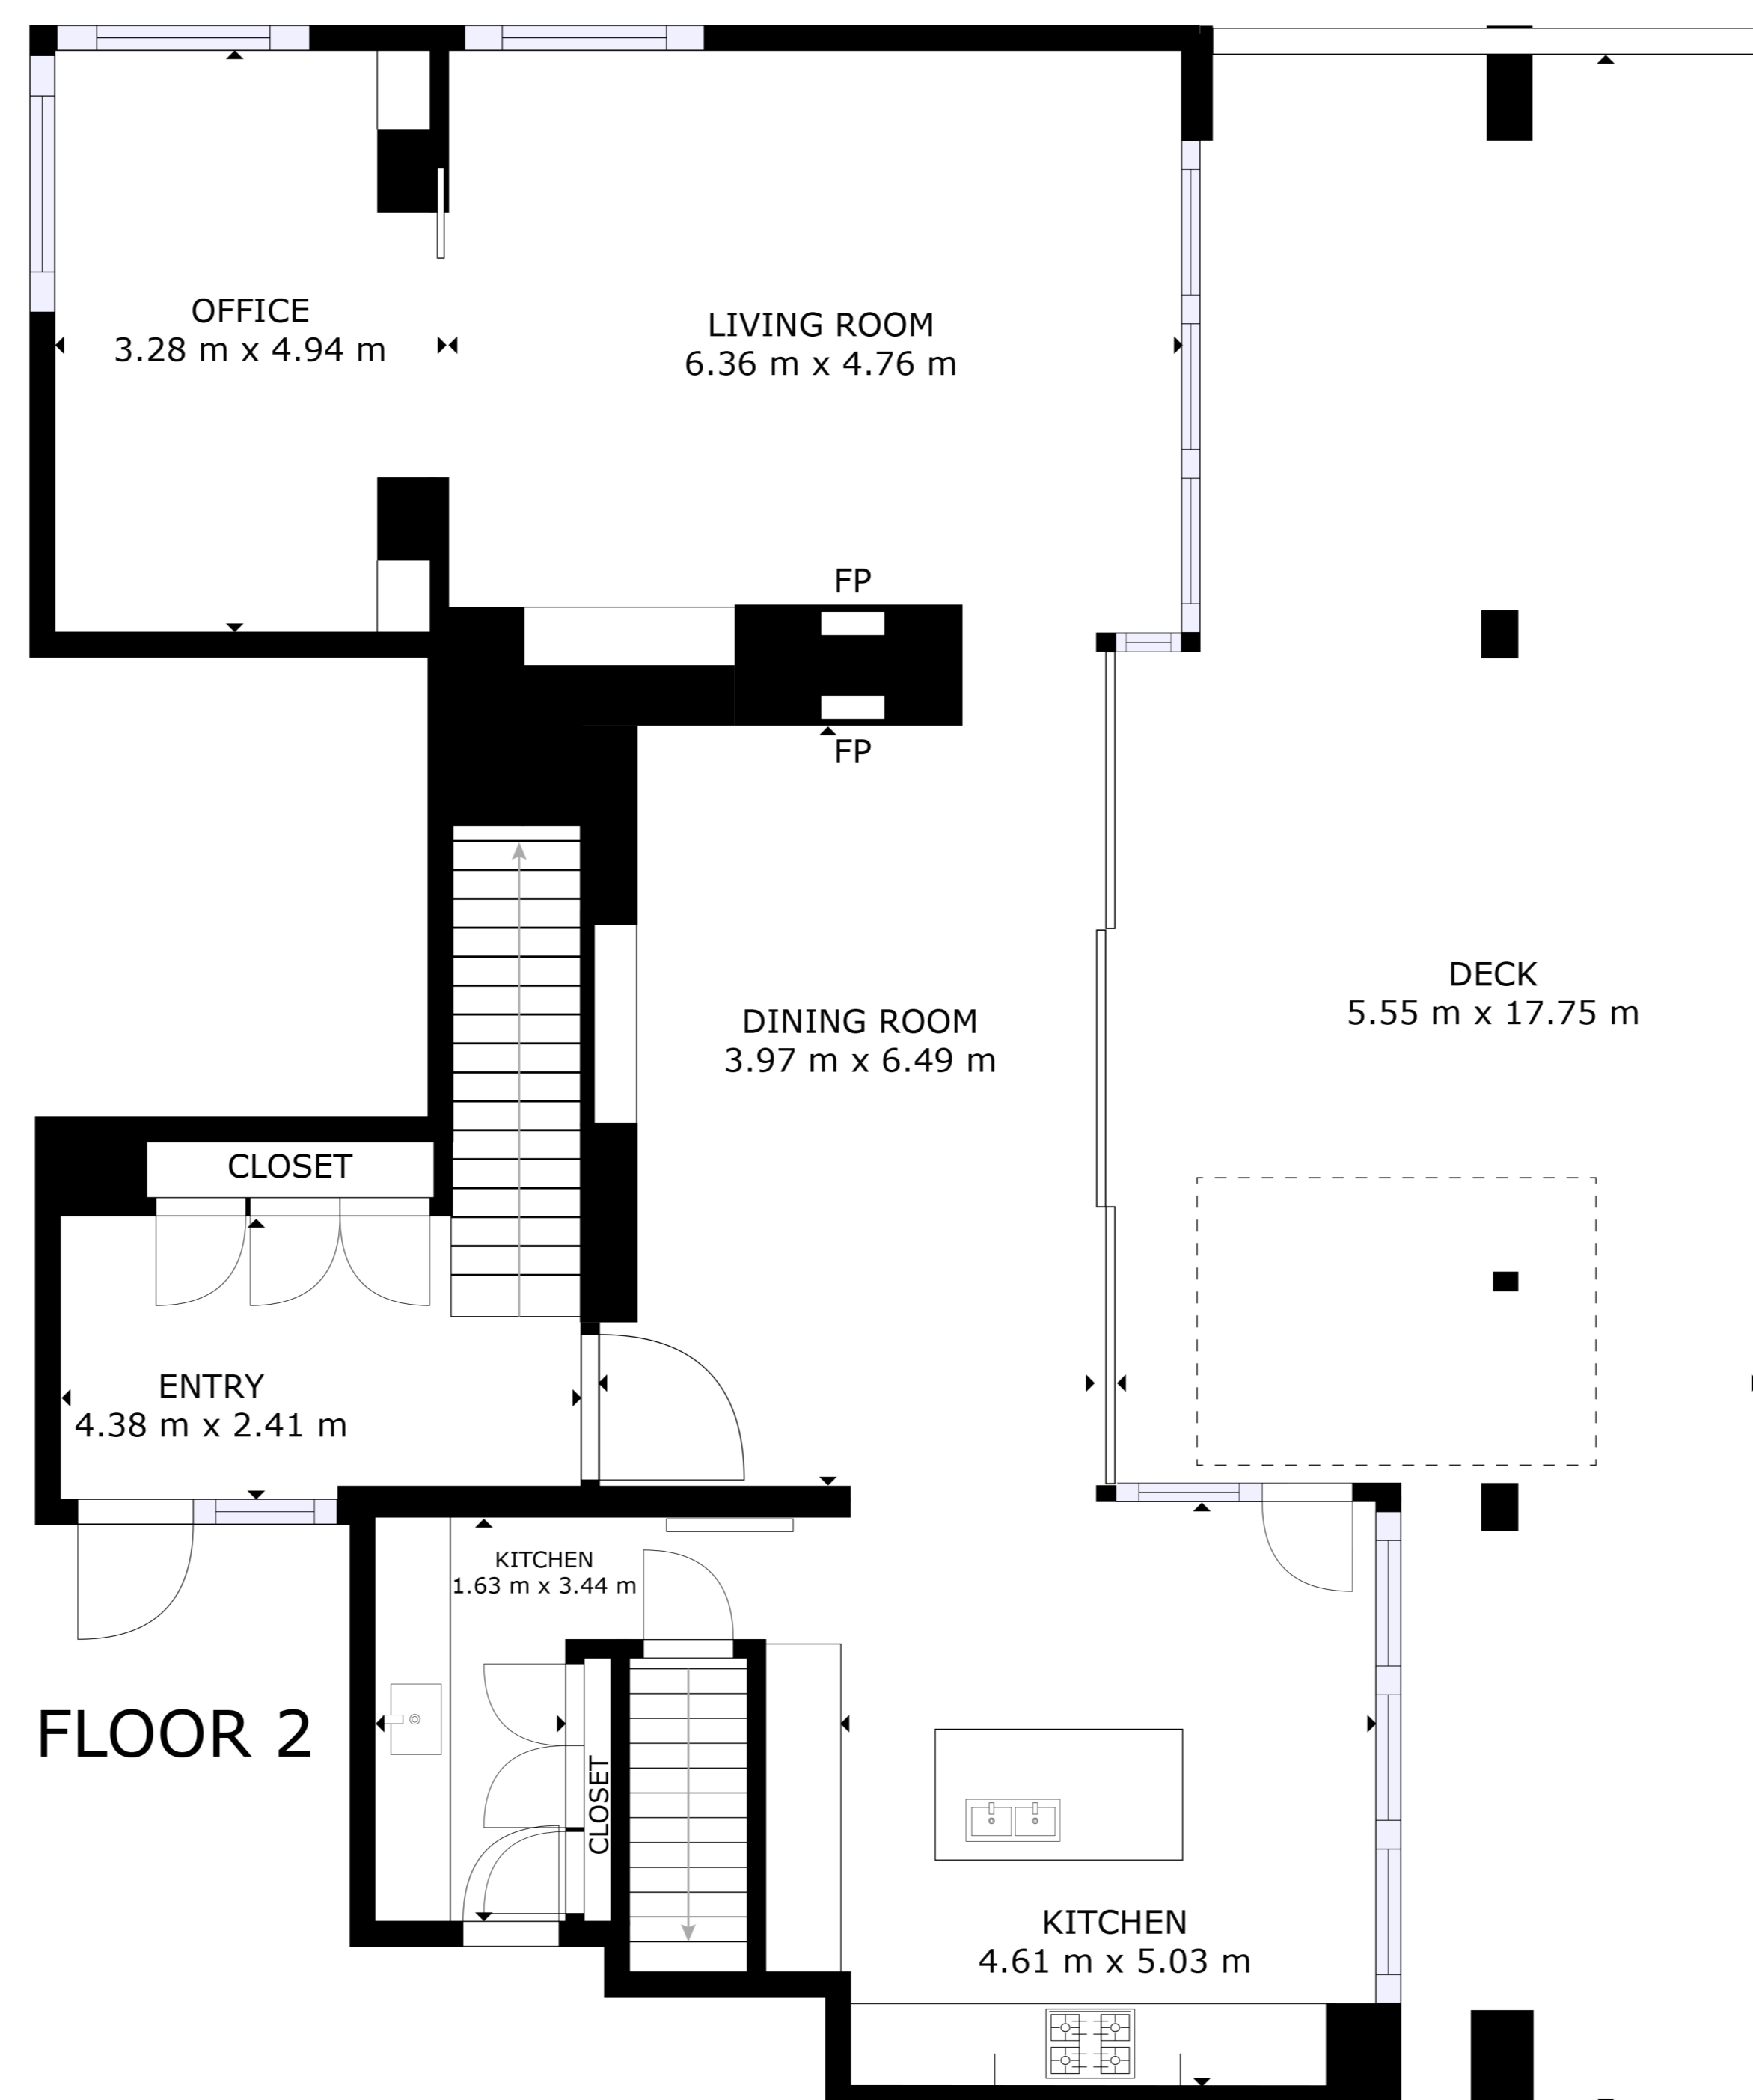 OFFICE
3.28 m x 4.94 m
LIVING ROOM
6.36 m x 4.76 m
FP
FP
DECK
5.55 m x 17.75 m
DINING ROOM
3.97 m x 6.49 m
CLOSET
ENTRY
4.38 m x 2.41 m
KITCHEN
1.63 m x 3.44 m
FLOOR 2
CLOSET
KITCHEN
4.61 m x 5.03 m